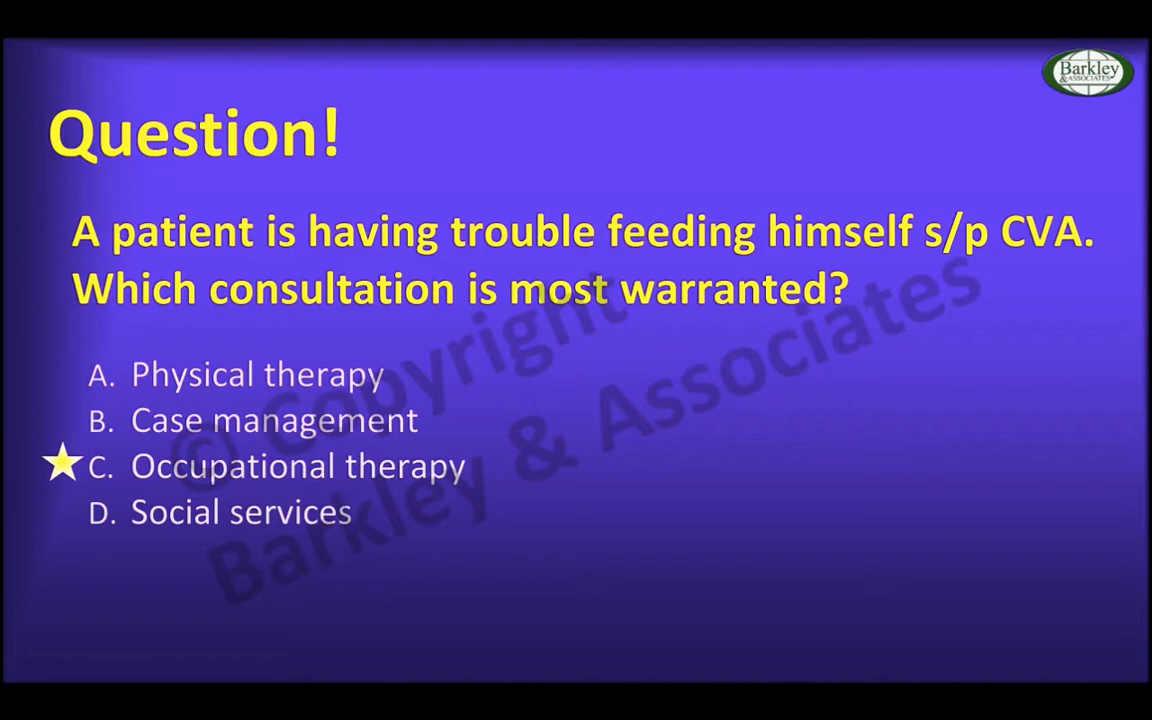 Barkley
& ASSOCIATES
Question!
A patient is having trouble feeding himself s/p CVA.
Which consultation is most warranted?
A. Physical therapy
B. Case management
C. Occupational therapy
D. Social services
© Copyright
Barkley & Associates